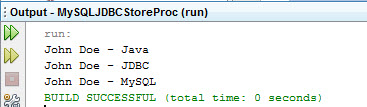 Output - MySQLJDBCStoreProc (run)
run:
John Doe - Java
John Doe - JDBC
John Doe - MySQL
BUILD SUCCESSFUL (total time: 0 seconds)